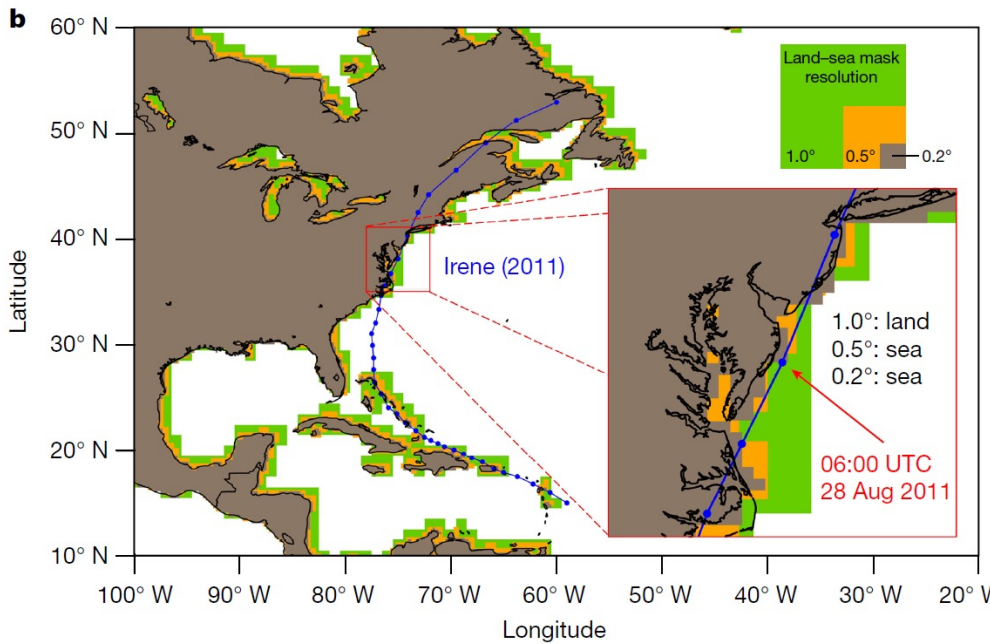 b
60° N
50° N
40° N
30° N
20° N
10° N
Latitude
Land–sea mask
resolution
1.0°
0.5°
0.2°
Irene (2011)
1.0°: land
0.5°: sea
0.2°: sea
06:00 UTC
28 Aug 2011
100° W
90° W
80° W
70° W
60° W
50° W
40° W
30° W
20° W
Longitude